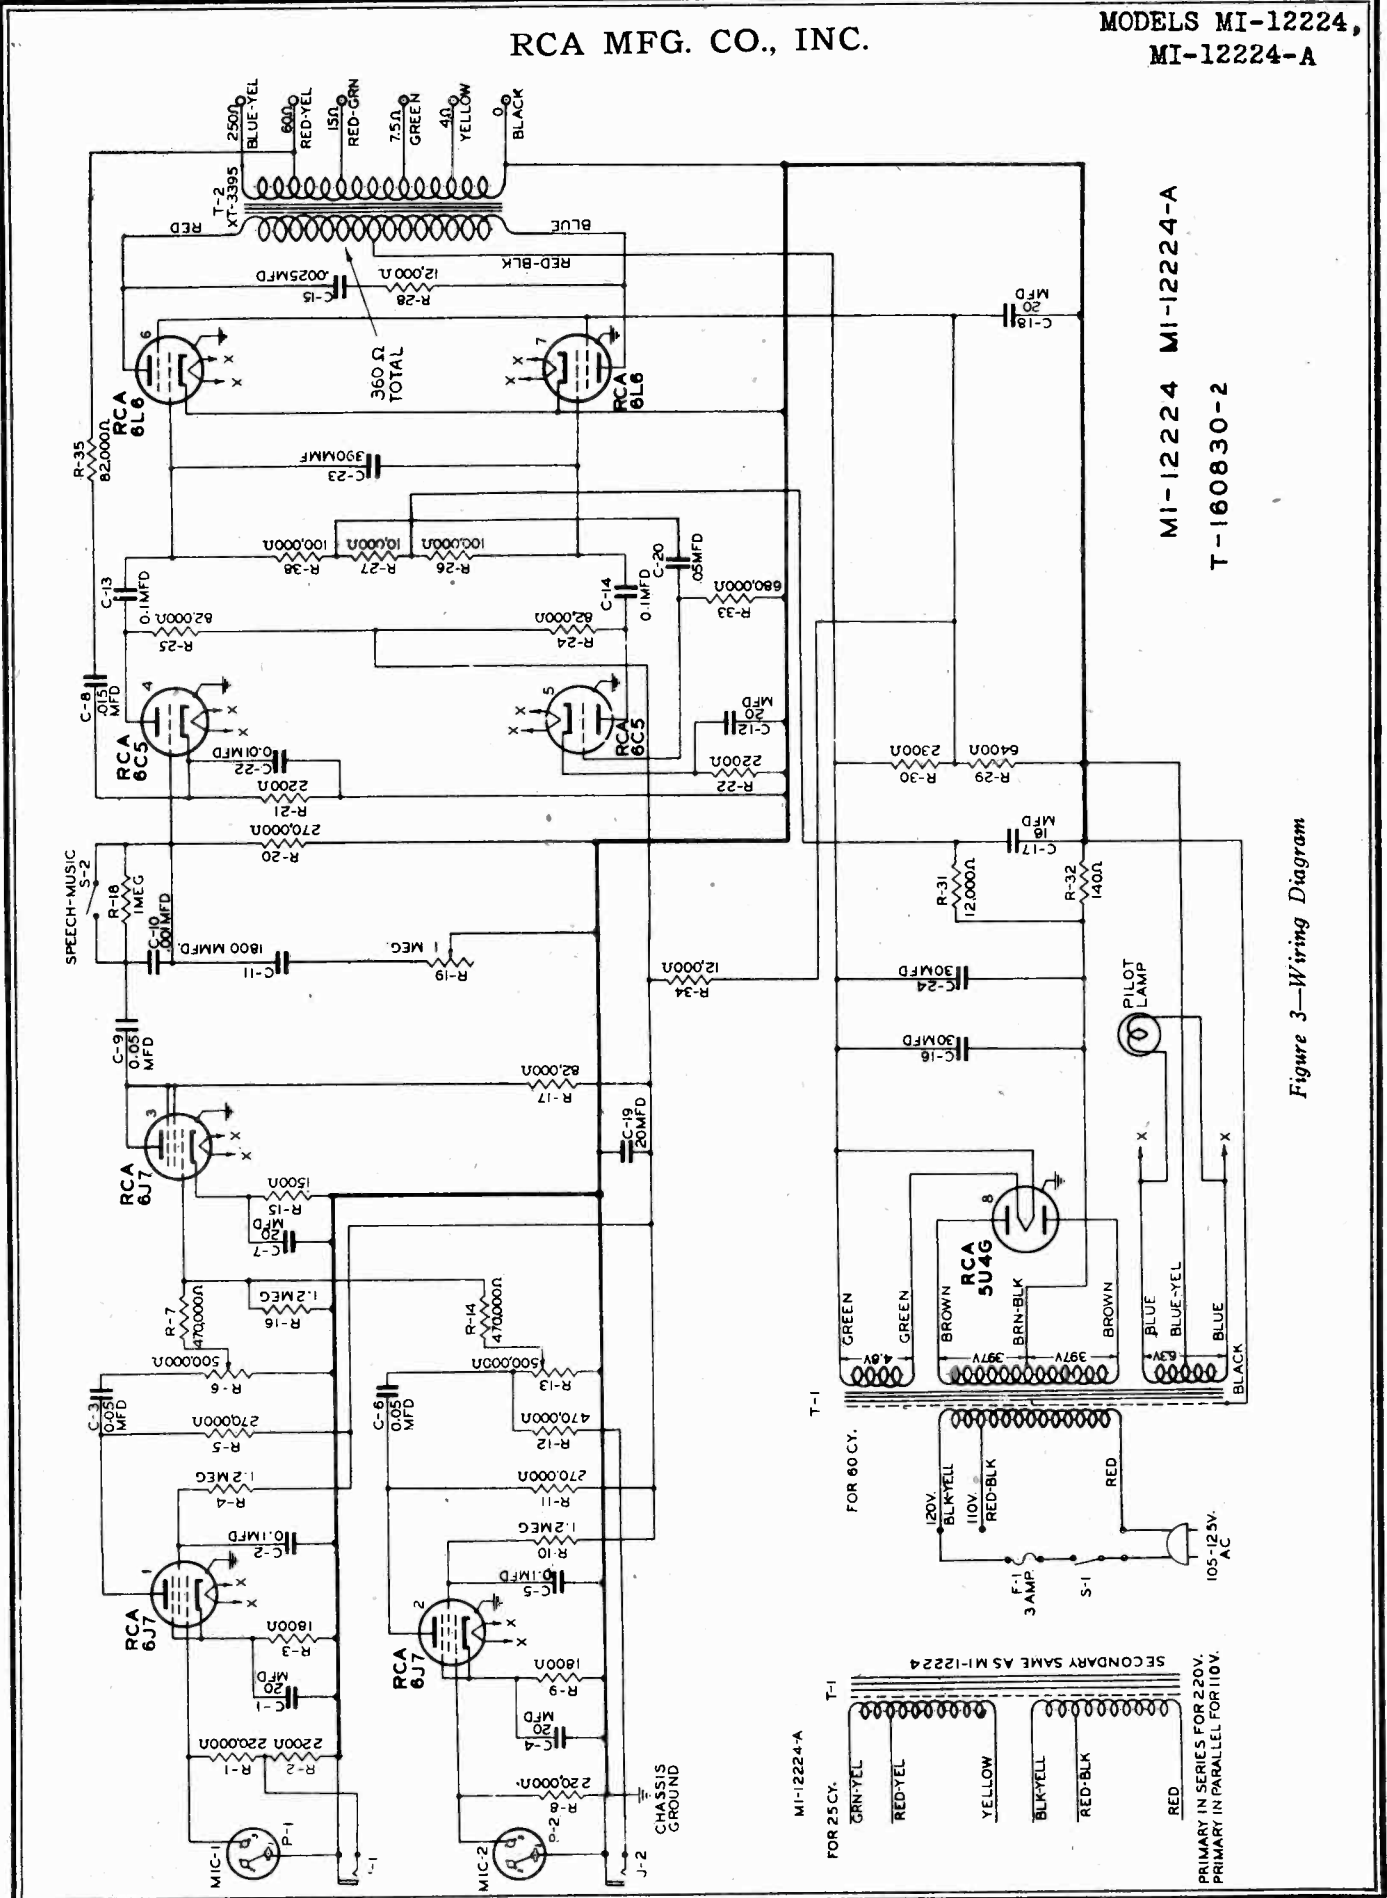 RCA MFG. CO., INC.
MODELS MI-12224,
MI-12224-A
250Ω
BLUE-YEL
60Ω
RED-YEL
15Ω
RED-GRN
7.5Ω
GREEN
4Ω
YELLOW
0
BLACK
T-2
XT-3395
RED
BLUE
RED-BLK
.0025MFD
C-15
12,000Ω
R-28
360Ω
TOTAL
6
RCA
6L6
X
X
7
RCA
6L6
X
X
C-18
20
MFD
R-35
82,000Ω
390MMF
C-23
100,000Ω
R-38
10,000Ω
R-27
100,000Ω
R-26
C-13
0.1MFD
C-14
0.1MFD
C-20
.05MFD
680,000Ω
R-33
82,000Ω
R-25
82,000Ω
R-24
C-8
.015
MFD
4
RCA
6C5
X
X
5
RCA
6C5
X
X
0.01MFD
C-22
2200Ω
R-21
C-12
20
MFD
2200Ω
R-22
270,000Ω
R-20
2300Ω
R-30
6400Ω
R-29
SPEECH-MUSIC
S-2
R-18
1MEG
C-10
.001MFD
1800 MMFD.
C-11
1 MEG.
R-19
C-9
0.05
MFD
12,000Ω
R-34
R-31
12,000Ω
C-17
16
MFD
R-32
140Ω
30MFD
C-24
30MFD
C-16
PILOT
LAMP
82,000Ω
R-17
C-19
20MFD
3
RCA
6J7
X
X
1500Ω
R-15
C-7
20
MFD
1.2MEG
R-16
R-7
470,000Ω
R-14
470,000Ω
500,000Ω
R-6
500,000Ω
R-13
C-3
0.05
MFD
C-6
0.05
MFD
270,000Ω
R-5
470,000Ω
R-12
1.2MEG
R-4
270,000Ω
R-11
0.1MFD
C-2
1.2MEG
R-10
0.1MFD
C-5
1
RCA
6J7
X
X
2
RCA
6J7
X
X
1800Ω
R-3
C-1
20
MFD
1800Ω
R-9
C-4
20
MFD
220,000Ω
R-1
2200Ω
R-2
220,000Ω
R-8
MIC-1
P-1
MIC-2
P-2
J-2
CHASSIS
GROUND
8
RCA
5U4G
X
X
GREEN
4.8V
GREEN
BROWN
397V
BRN-BLK
397V
BROWN
BLUE
6.3V
BLUE-YEL
BLUE
BLACK
T-1
FOR 60 CY.
120V.
BLK-YELL
110V.
RED-BLK
RED
F-1
3 AMP.
S-1
105-125V.
AC
MI-12224-A
FOR 25CY.
T-1
SECONDARY SAME AS MI-12224
GRN-YEL
RED-YEL
YELLOW
BLK-YELL
RED-BLK
RED
PRIMARY IN SERIES FOR 220V.
PRIMARY IN PARALLEL FOR 110V.
MI-12224 MI-12224-A
T-160830-2
Figure 3—Wiring Diagram